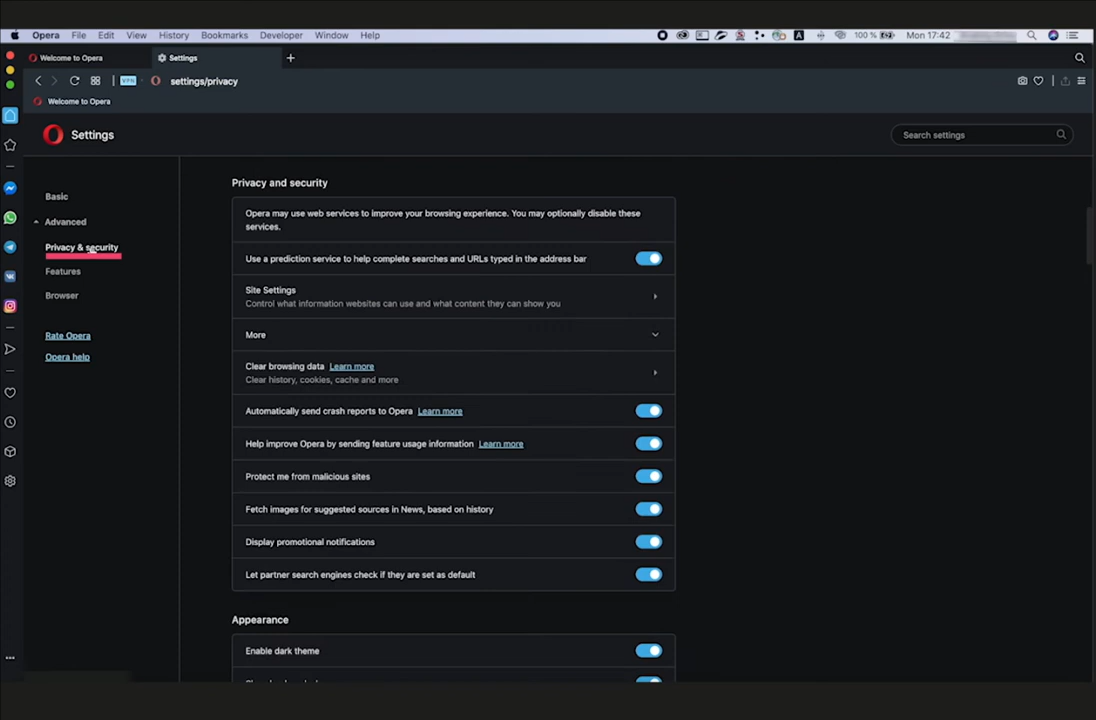 Opera File Edit View History Bookmarks Developer Window Help 100 % Mon 17:42
Welcome to Opera Settings
VPN settings/privacy
Welcome to Opera
Settings Search settings
Basic
Advanced
Privacy & security
Features
Browser
Rate Opera
Opera help
Privacy and security
Opera may use web services to improve your browsing experience. You may optionally disable these
services.
Use a prediction service to help complete searches and URLs typed in the address bar
Site Settings
Control what information websites can use and what content they can show you
More
Clear browsing data Learn more
Clear history, cookies, cache and more
Automatically send crash reports to Opera Learn more
Help improve Opera by sending feature usage information Learn more
Protect me from malicious sites
Fetch images for suggested sources in News, based on history
Display promotional notifications
Let partner search engines check if they are set as default
Appearance
Enable dark theme